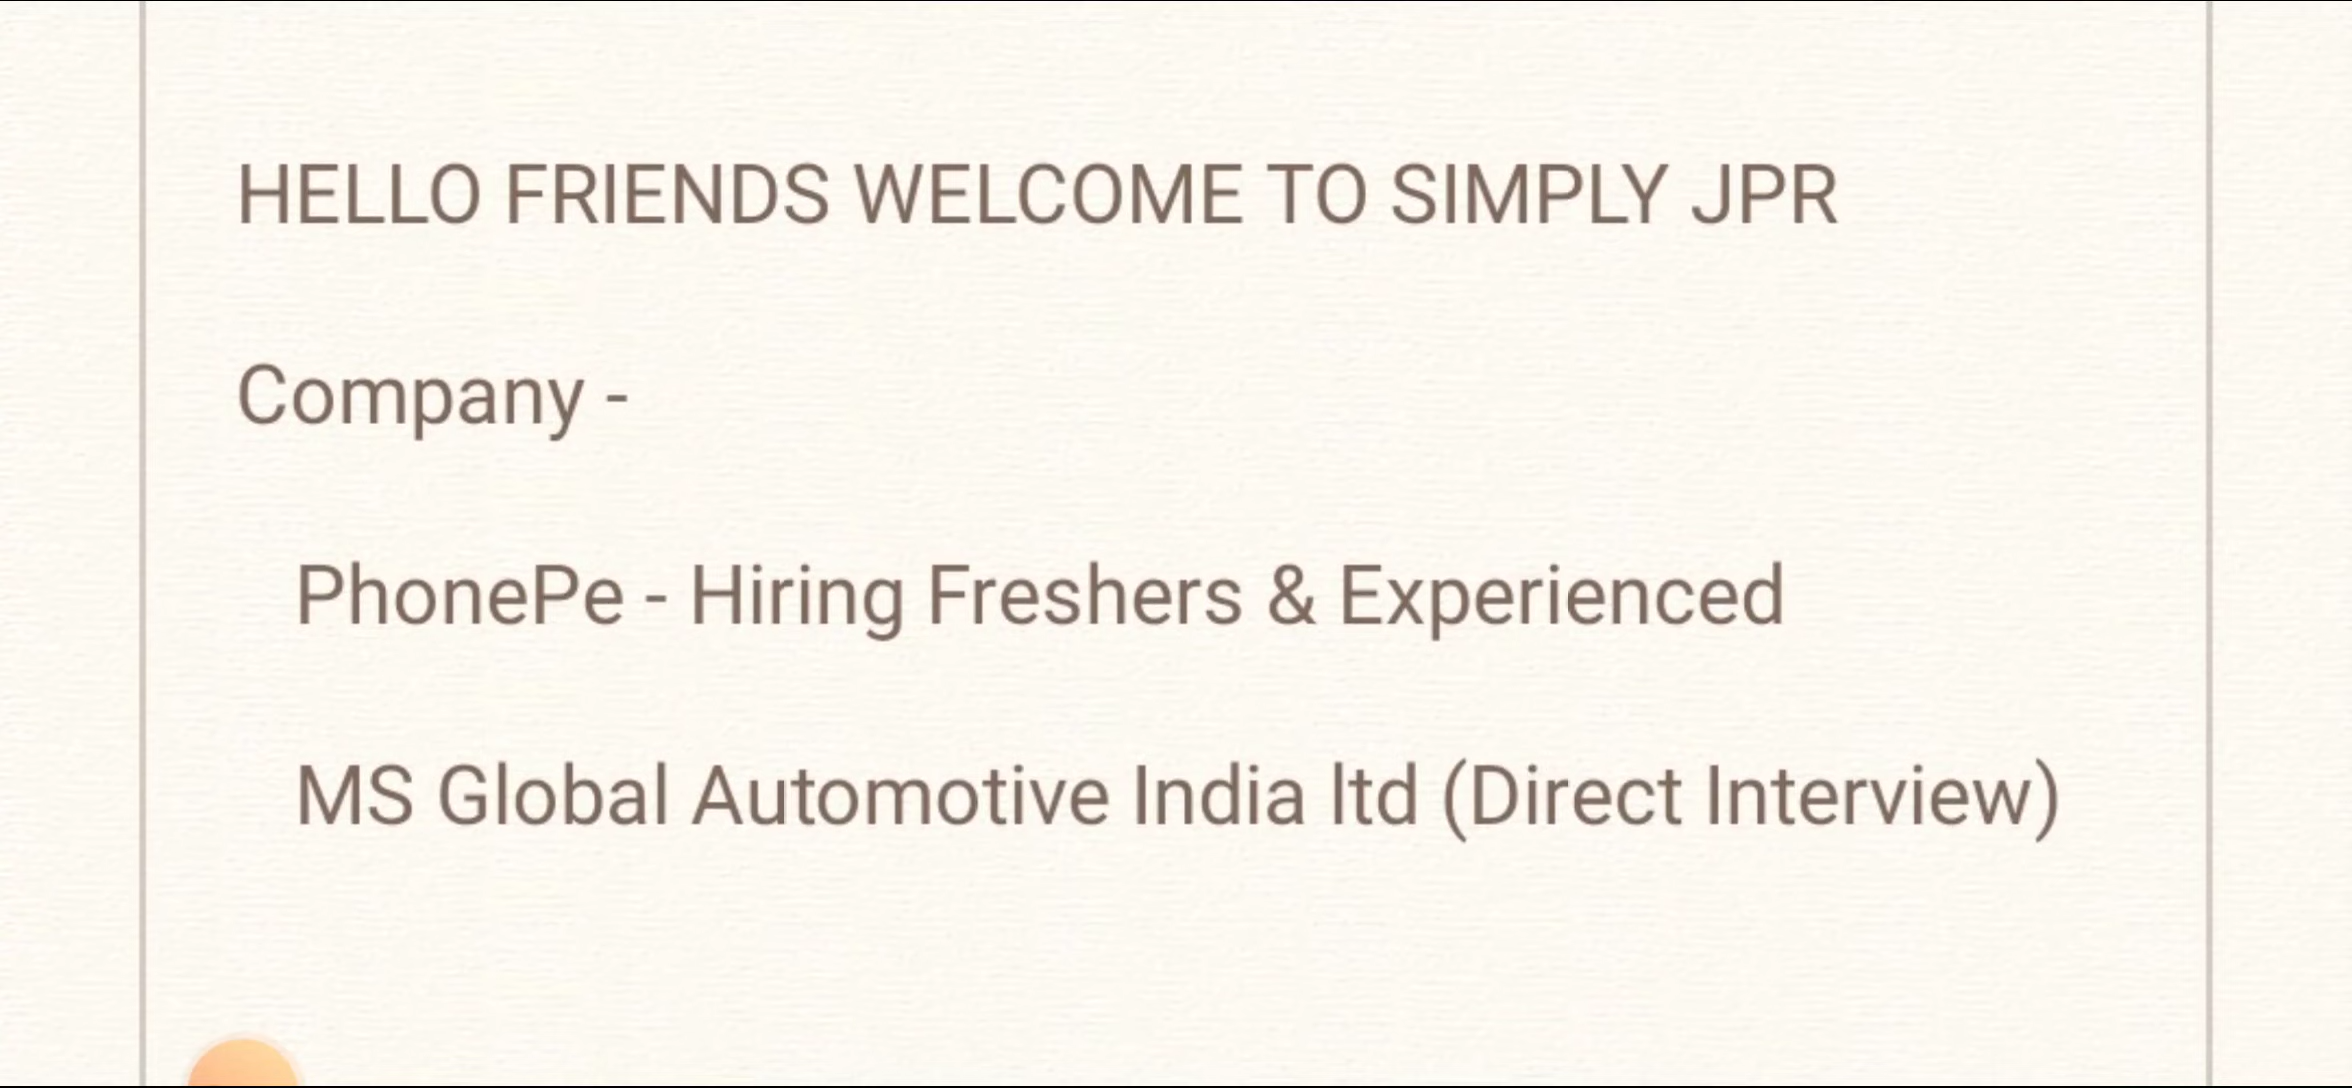 HELLO FRIENDS WELCOME TO SIMPLY JPR
Company -
PhonePe - Hiring Freshers & Experienced
MS Global Automotive India ltd (Direct Interview)